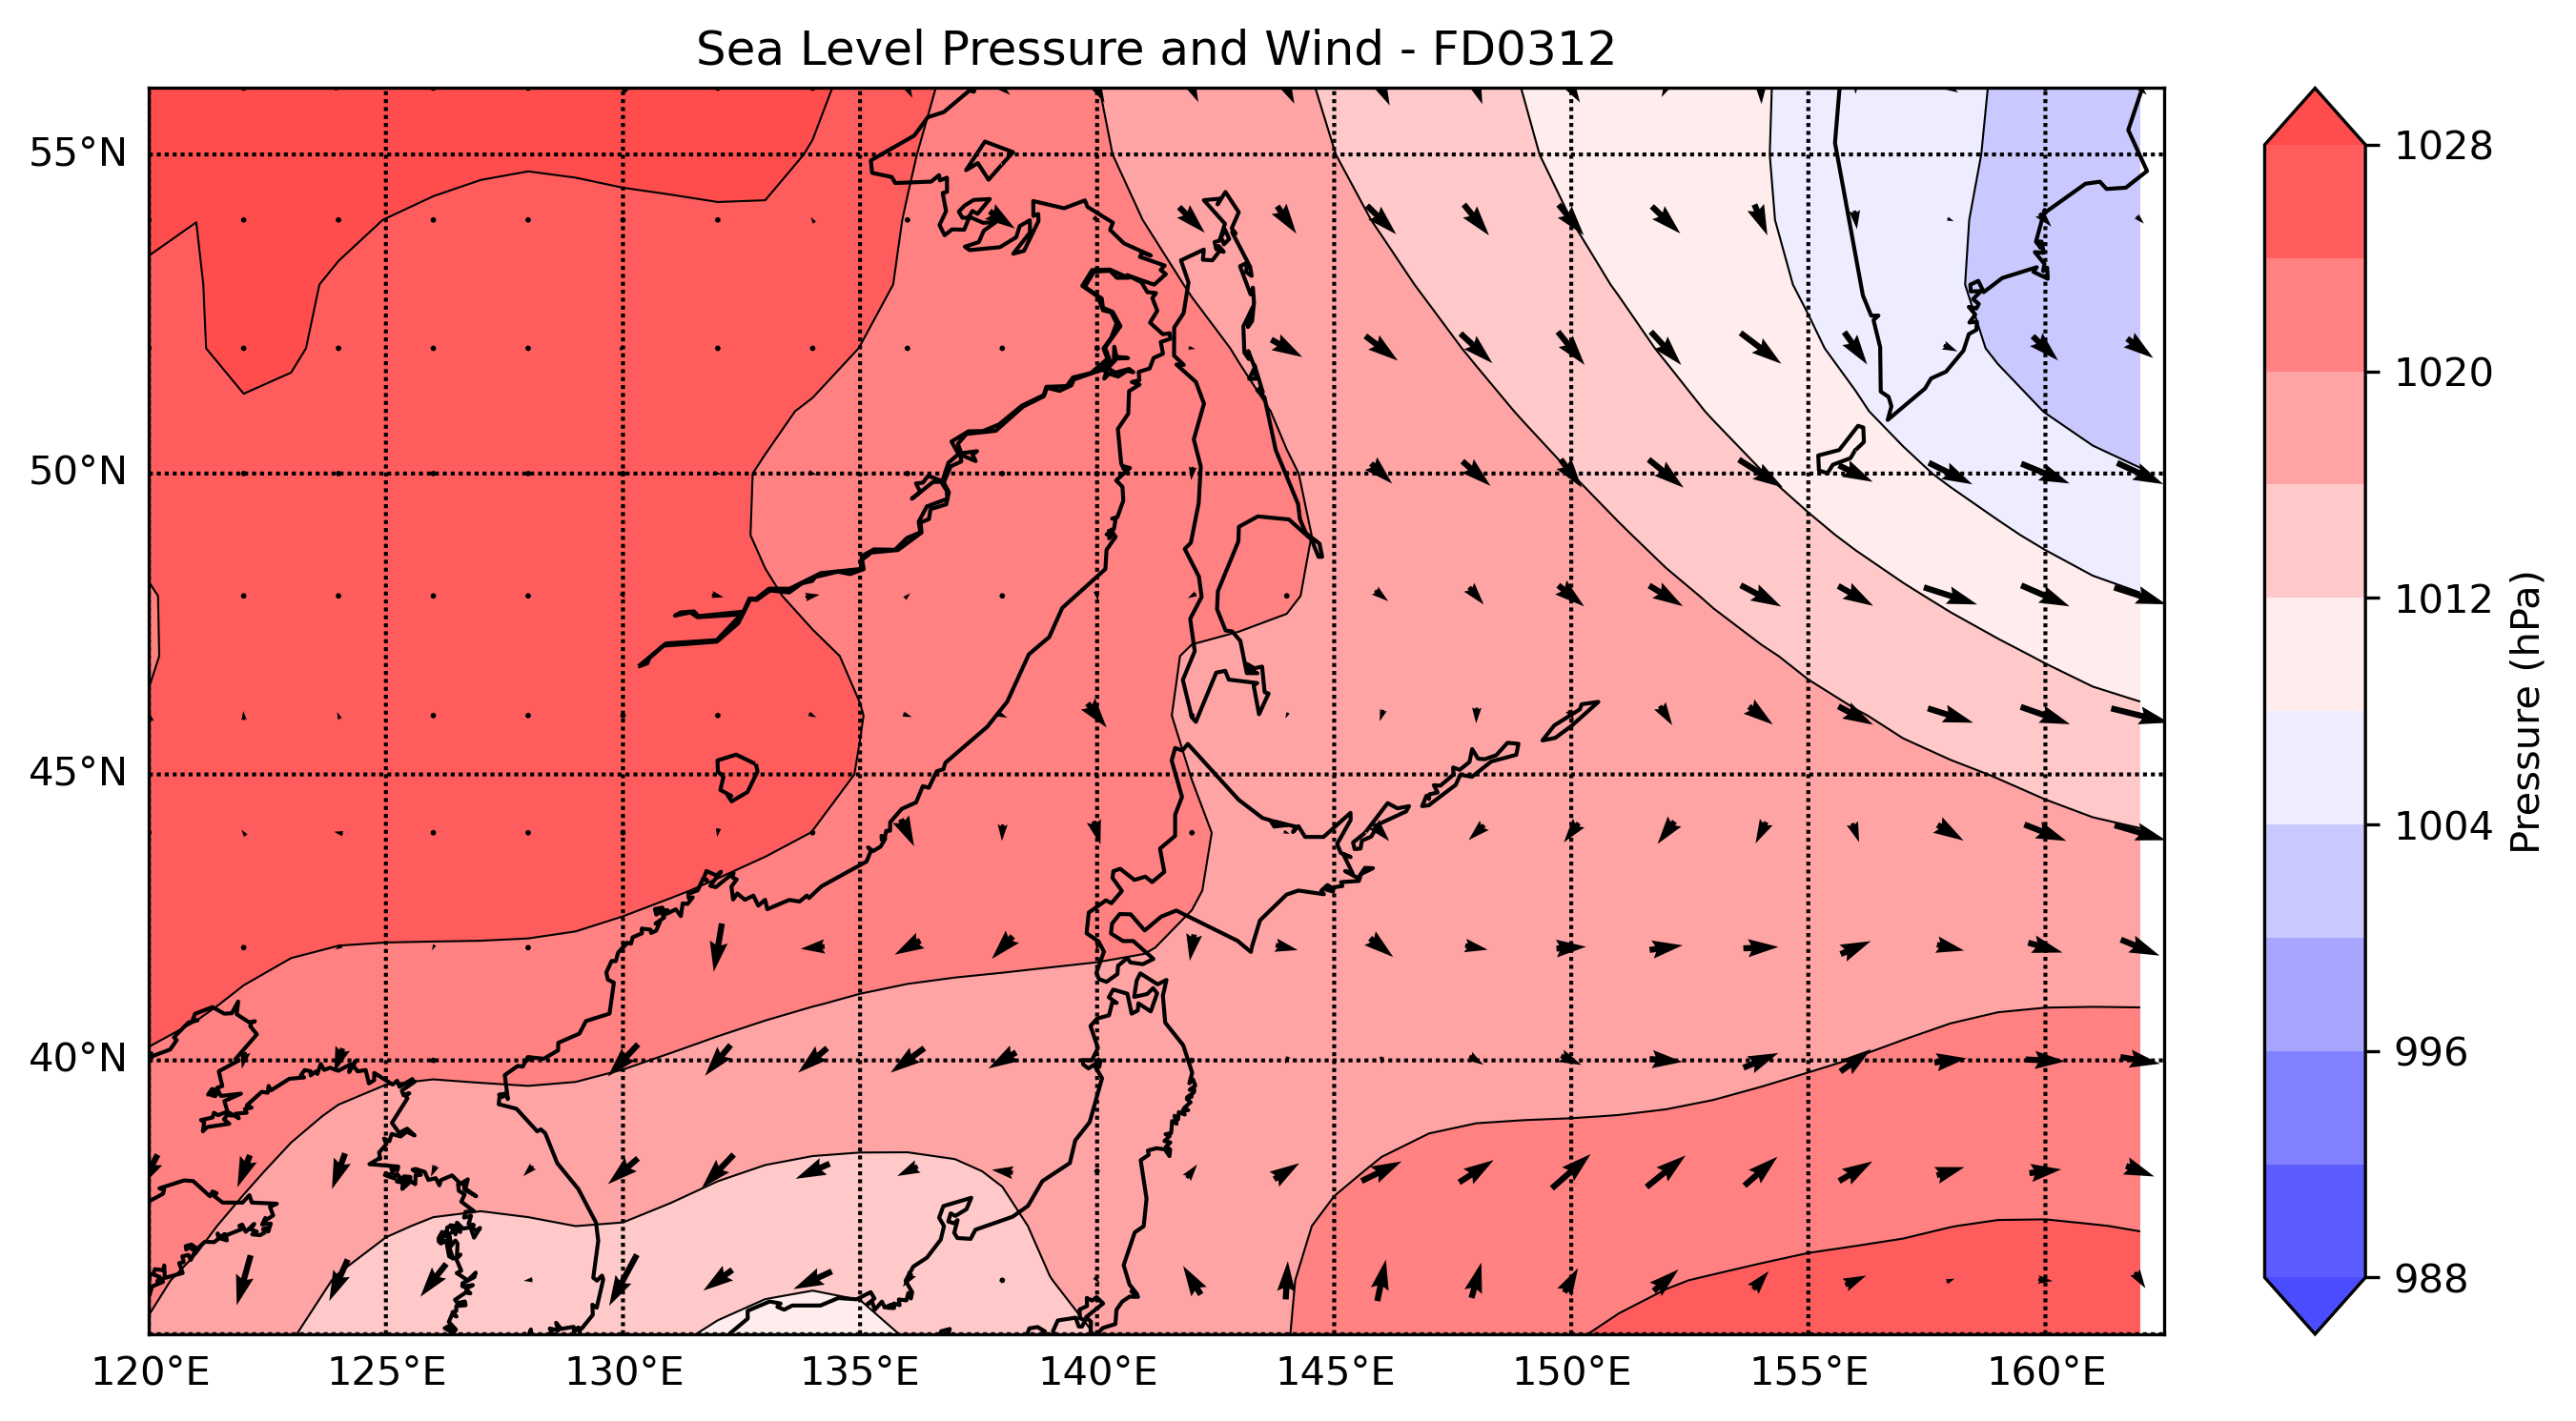 Sea Level Pressure and Wind - FD0312
55°N
50°N
45°N
40°N
120°E
125°E
130°E
135°E
140°E
145°E
150°E
155°E
160°E
1028
1020
1012
1004
996
988
Pressure (hPa)